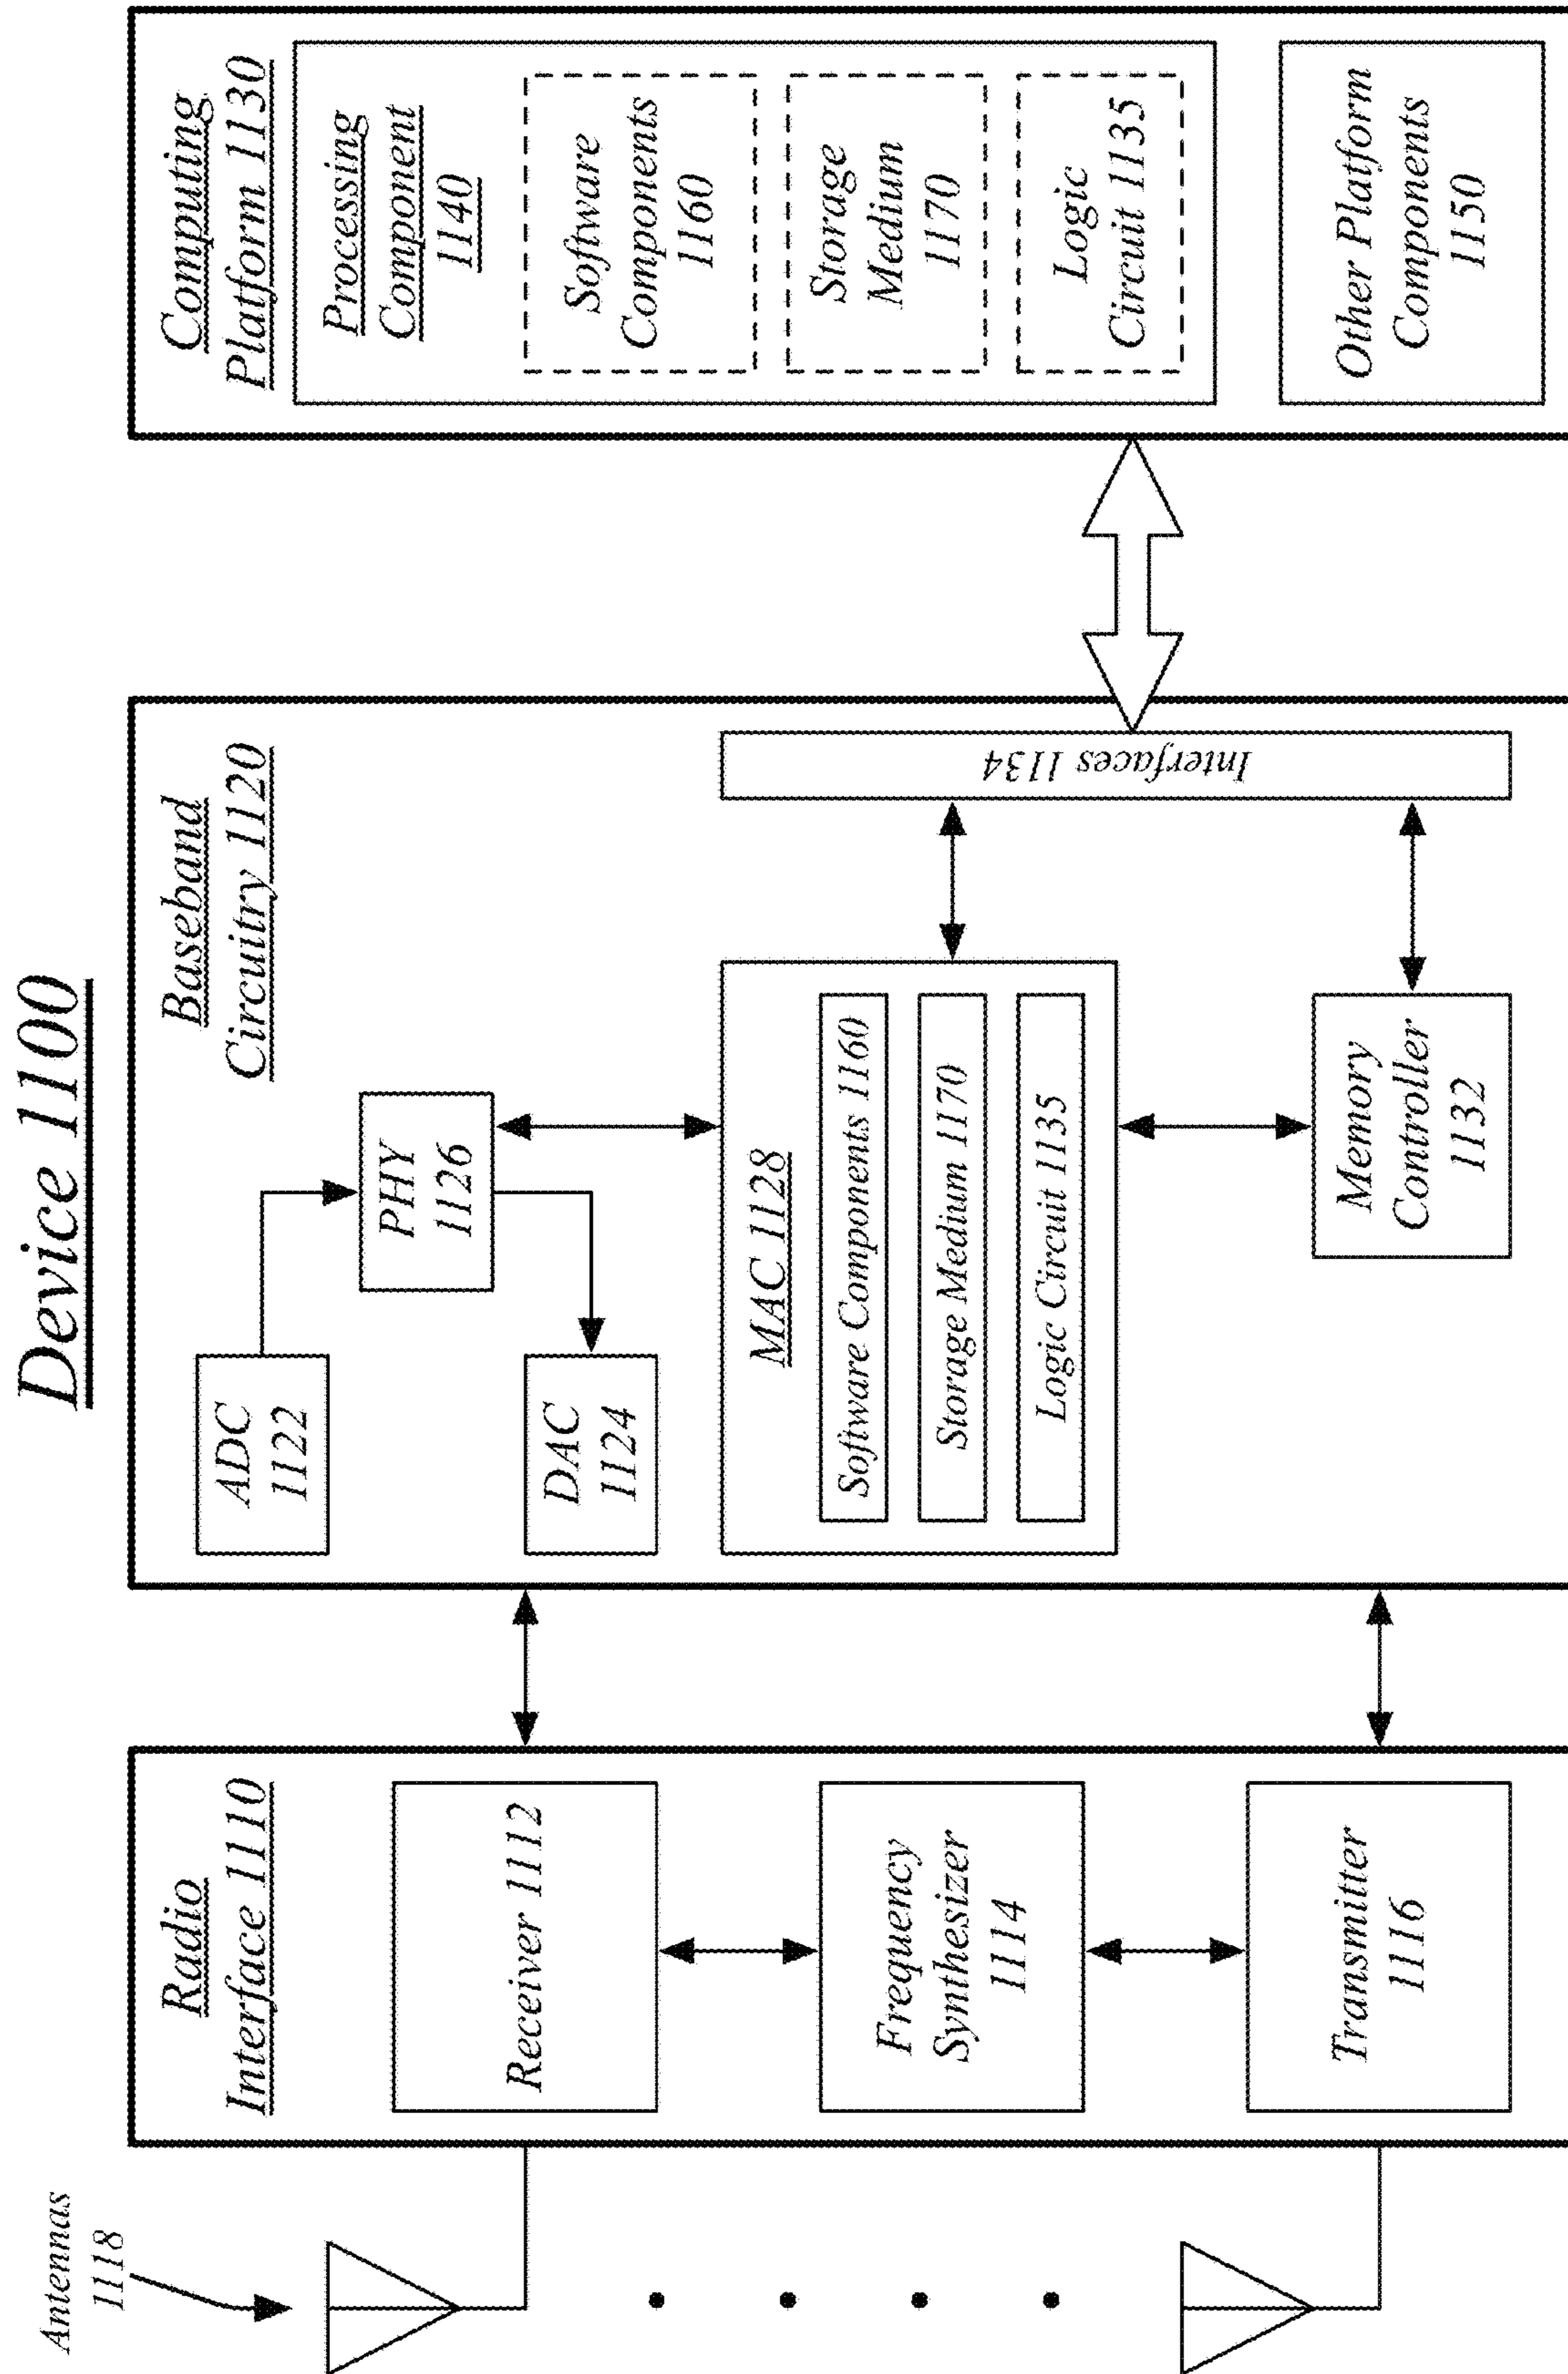 Device 1100
Antennas
1118
Radio
Interface 1110
Receiver 1112
Frequency
Synthesizer
1114
Transmitter
1116
Baseband
Circuitry 1120
ADC
1122
PHY
1126
DAC
1124
MAC 1128
Software Components 1160
Storage Medium 1170
Logic Circuit 1135
Memory
Controller
1132
Interfaces 1134
Computing
Platform 1130
Processing
Component
1140
Software
Components
1160
Storage
Medium
1170
Logic
Circuit 1135
Other Platform
Components
1150